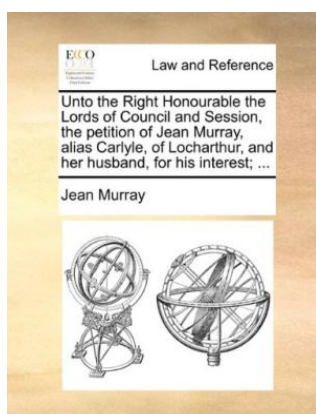 ECCO
Law and Reference
Unto the Right Honourable the
Lords of Council and Session,
the petition of Jean Murray,
alias Carlyle, of Locharthur, and
her husband, for his interest; ...
Jean Murray